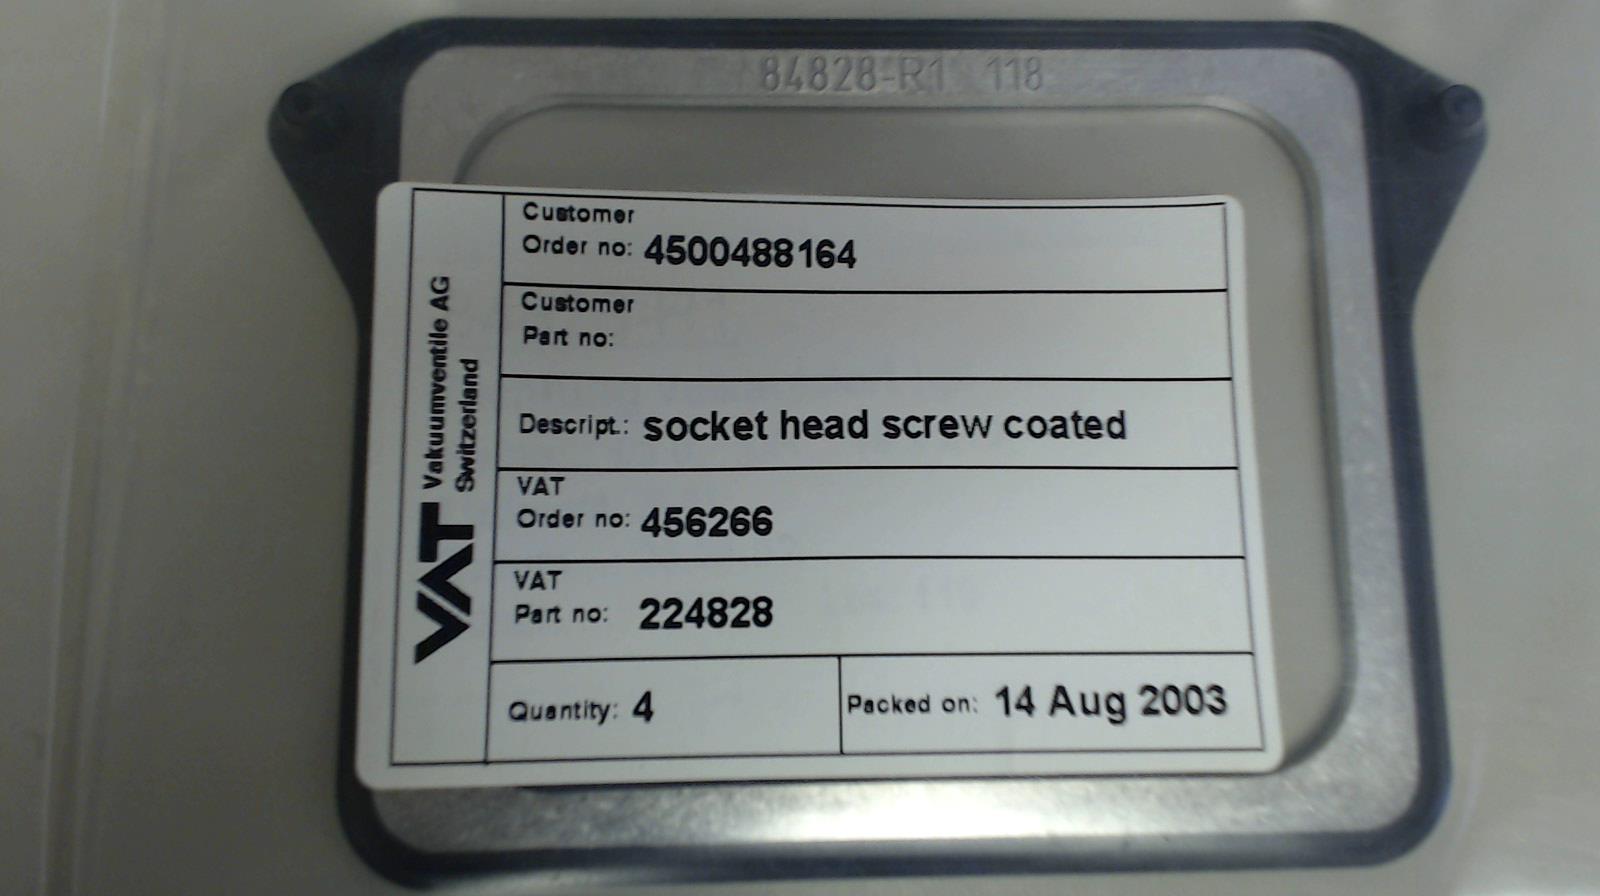 84828-R1 118
Customer
Order no: 4500488164
Customer
Part no:
Descript.: socket head screw coated
VAT
Order no: 456266
VAT
Part no: 224828
Quantity: 4
Packed on: 14 Aug 2003
VAT Vakuumventile AG
Switzerland